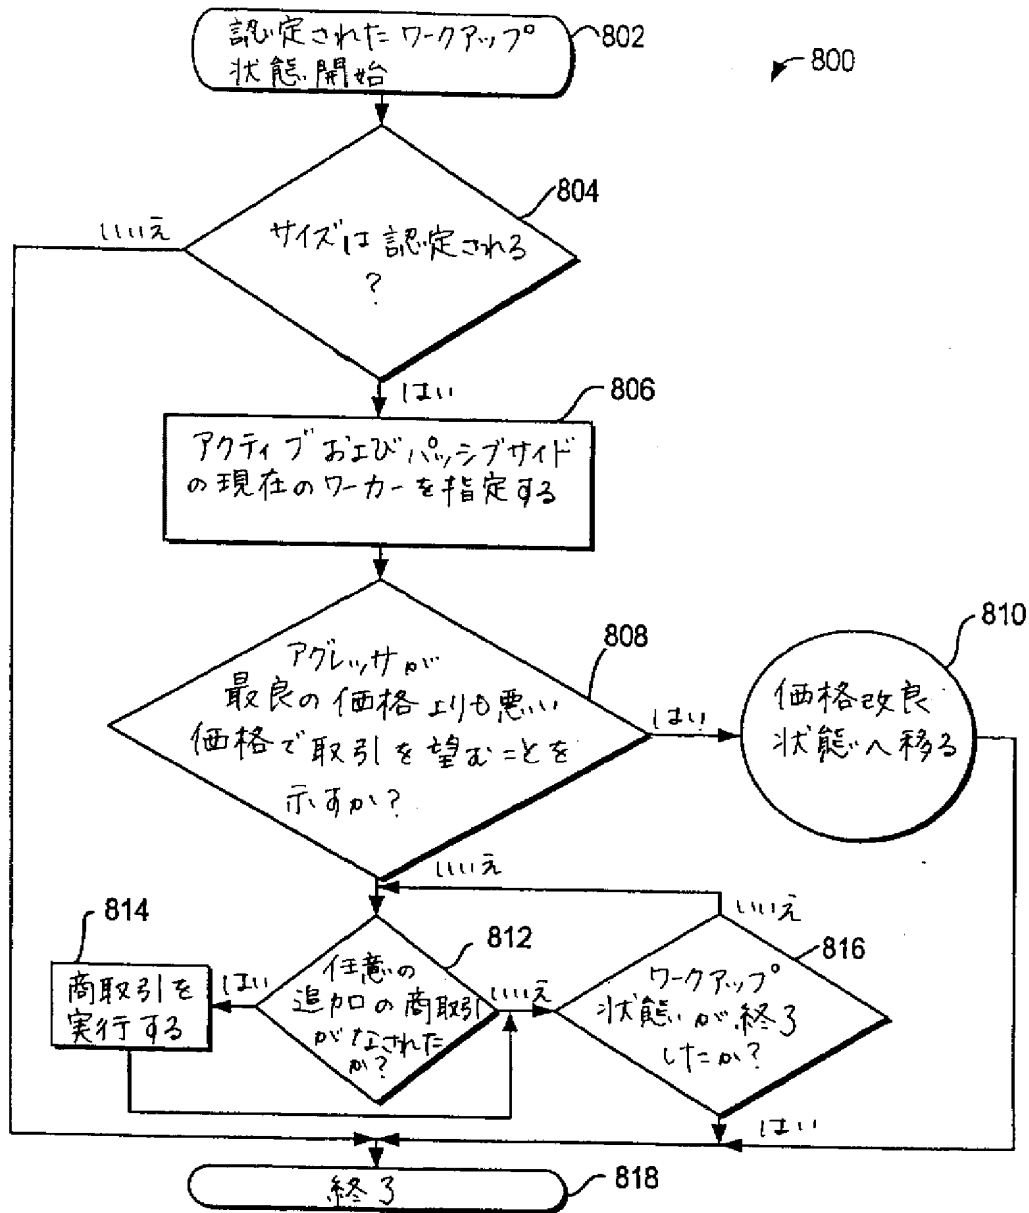 認定された ワークアップ
状態開始
802
800
804
いいえ
サイズは認定される
?
はい
806
アクティブおよびパッシブサイド
の現在のワーカーを指定する
808
810
アグレッサが
最良の価格よりも悪い
価格で取引を望むことを
示すか?
はい
価格改良
状態へ移る
いいえ
いいえ
814
812
816
商取引を
実行する
はい
任意の
追加の商取引
がなされた
か?
いいえ
ワークアップ
状態が終了
したか?
はい
終了
818